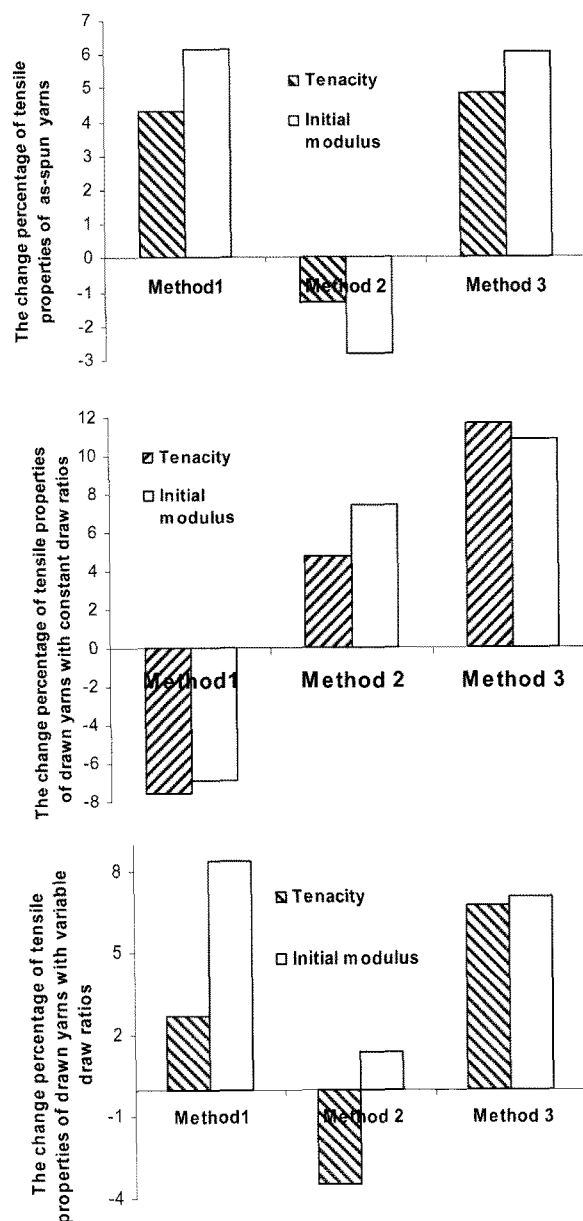 The change percentage of tensile
properties of as-spun yarns
7
6
5
4
3
2
1
0
-1
-2
-3
Tenacity
Initial
modulus
Method1
Method 2
Method 3
The change percentage of tensile properties
of drawn yarns with constant draw ratios
12
10
8
6
4
2
0
-2
-4
-6
-8
Tenacity
Initial
modulus
Method1
Method 2
Method 3
The change percentage of tensile
properties of drawn yarns with variable
draw ratios
8
5
2
-1
-4
Tenacity
Initial modulus
Method1
Method 2
Method 3